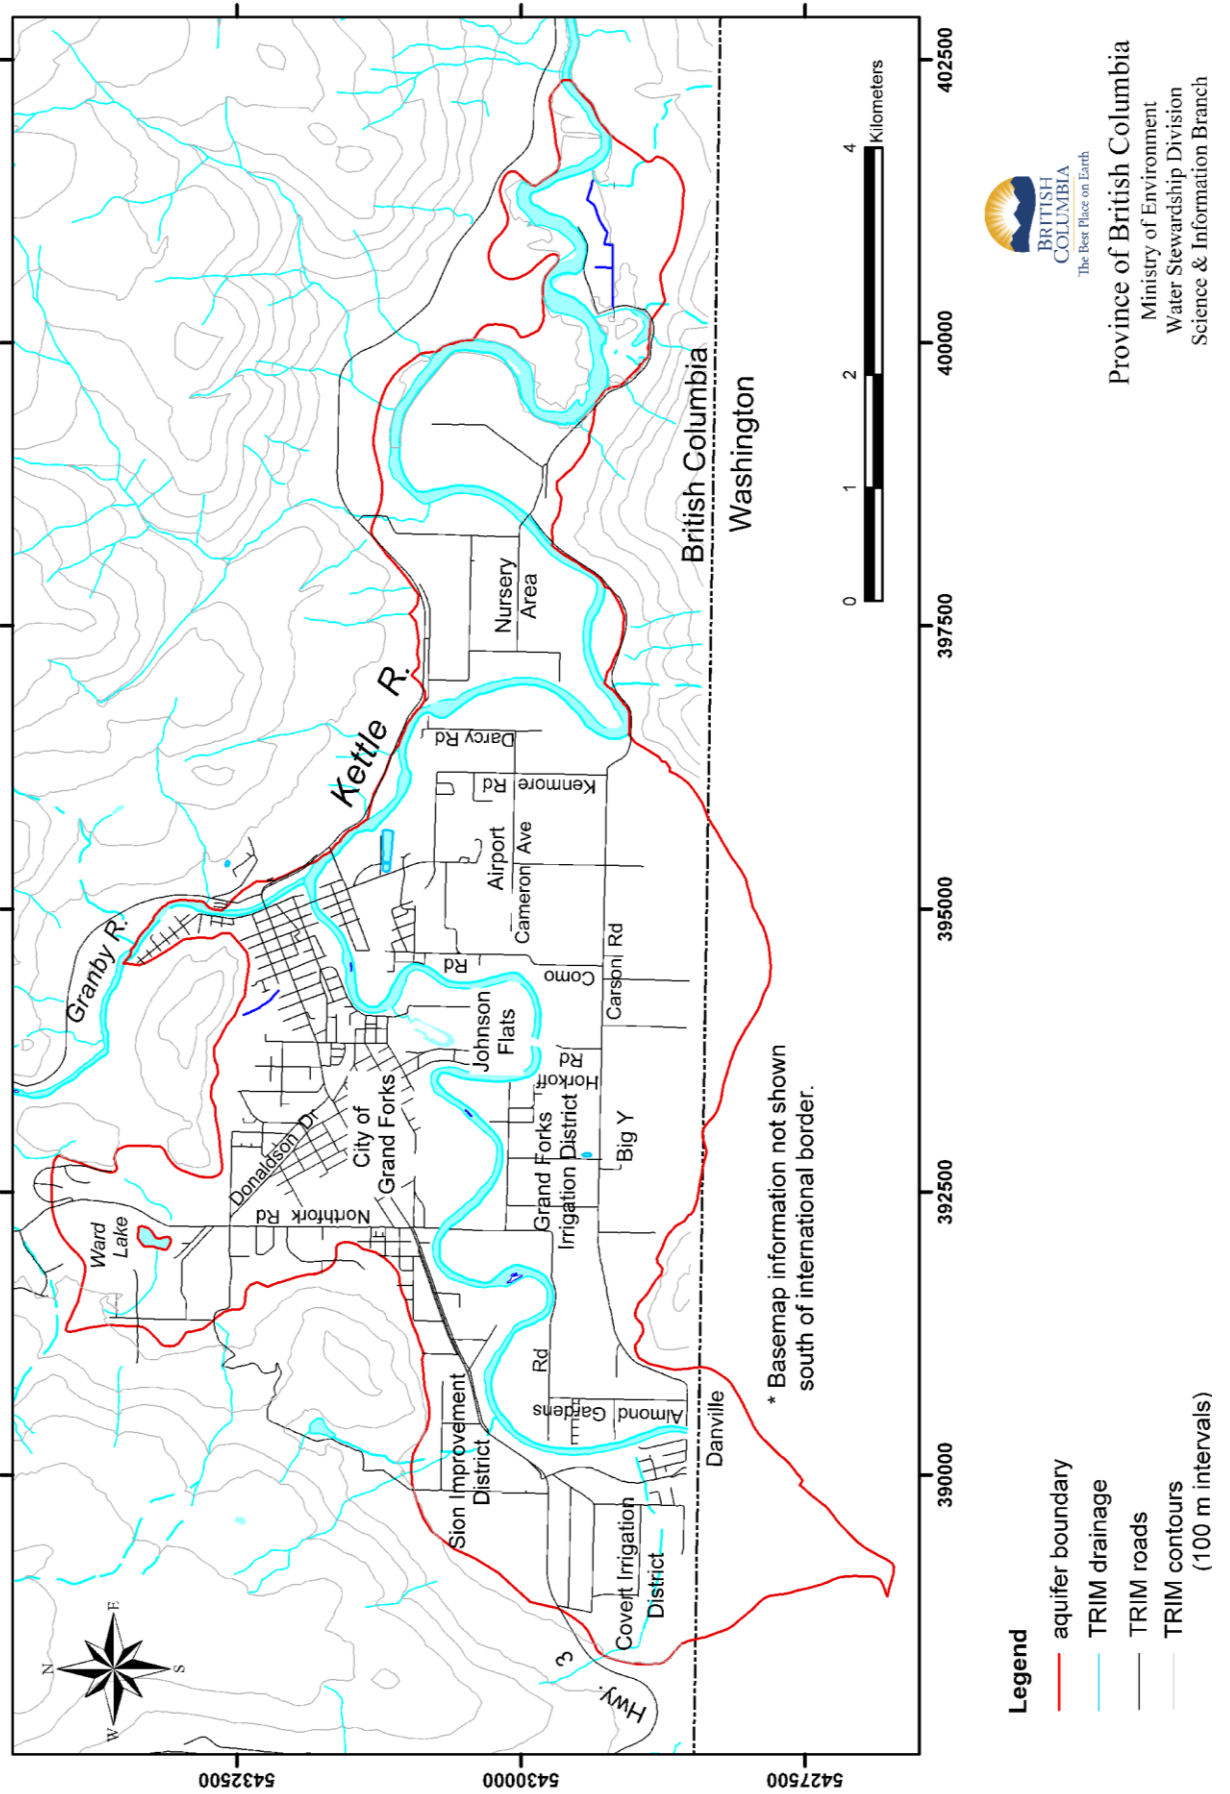 Granby R.
Kettle R.
Ward
Lake
Donaldson Dr
Northfork Rd
City of
Grand Forks
Johnson
Flats
Nursery
Area
Darcy Rd
Kenmore Rd
Airport
Cameron Ave
Como Rd
Carson Rd
Horkoff Rd
Grand Forks
Irrigation District
Big Y
Sion Improvement
District
Almond Gardens Rd
Covert Irrigation
District
Hwy. 3
Danville
British Columbia
Washington
* Basemap information not shown
south of international border.
N
E
S
W
0
1
2
4
Kilometers
5432500
5430000
5427500
390000
392500
395000
397500
400000
402500
Legend
aquifer boundary
TRIM drainage
TRIM roads
TRIM contours
(100 m intervals)
BRITISH
COLUMBIA
The Best Place on Earth
Province of British Columbia
Ministry of Environment
Water Stewardship Division
Science & Information Branch